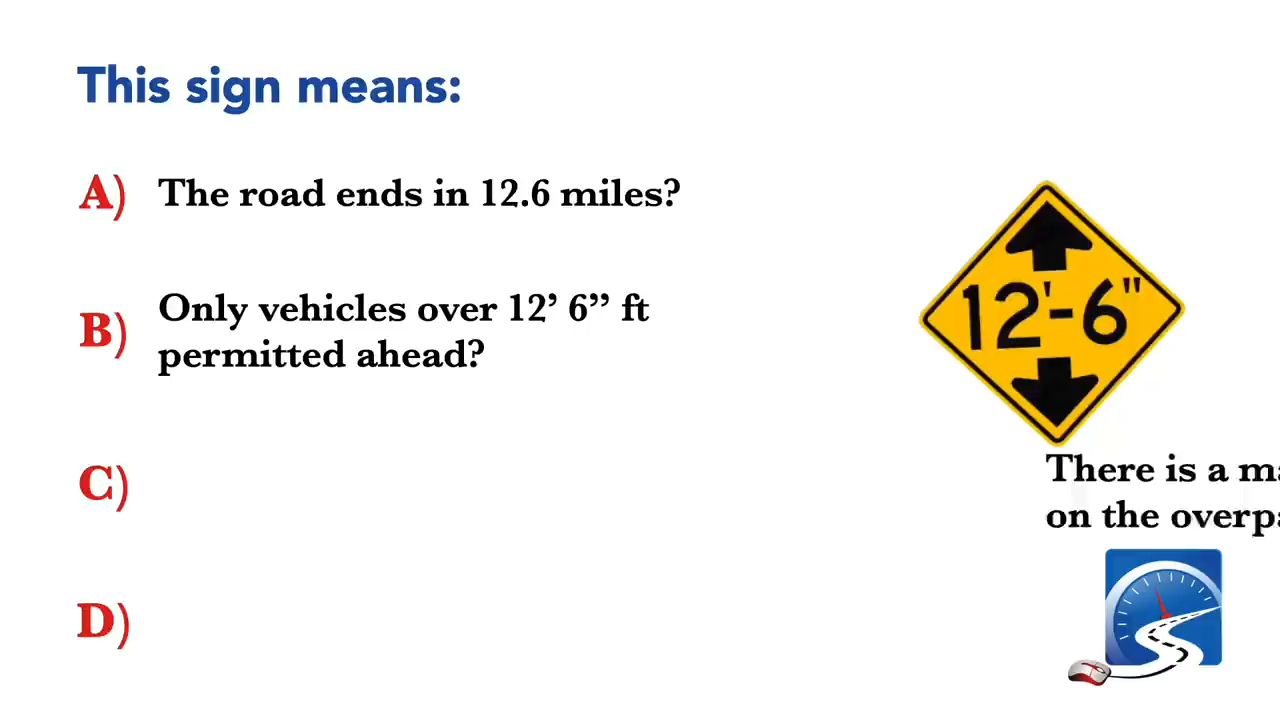 This sign means:
A) The road ends in 12.6 miles?
B) Only vehicles over 12’ 6” ft
permitted ahead?
12'-6"
C)
There is a
on the
D)